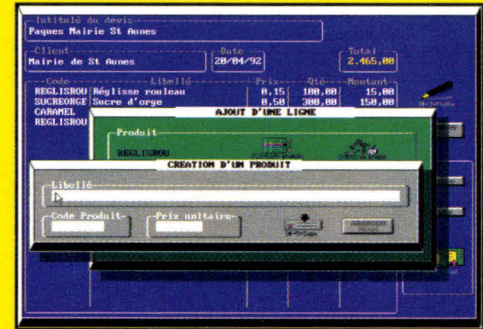 Intitulé du devis
Paques Mairie St Aunes
Client Date Total
Mairie de St Aunes 20/04/92 2.465,00
Code Libellé Prix Qté Montant
REGLISROU Réglisse rouleau 0,15 100,00 15,00
SUCREORGE Sucre d'orge 0,50 300,00 150,00
CARAMEL
REGLISROU
AJOUT D'UNE LIGNE
Produit
REGLISROU
CREATION D'UN PRODUIT
Libellé
Code Produit Prix unitaire